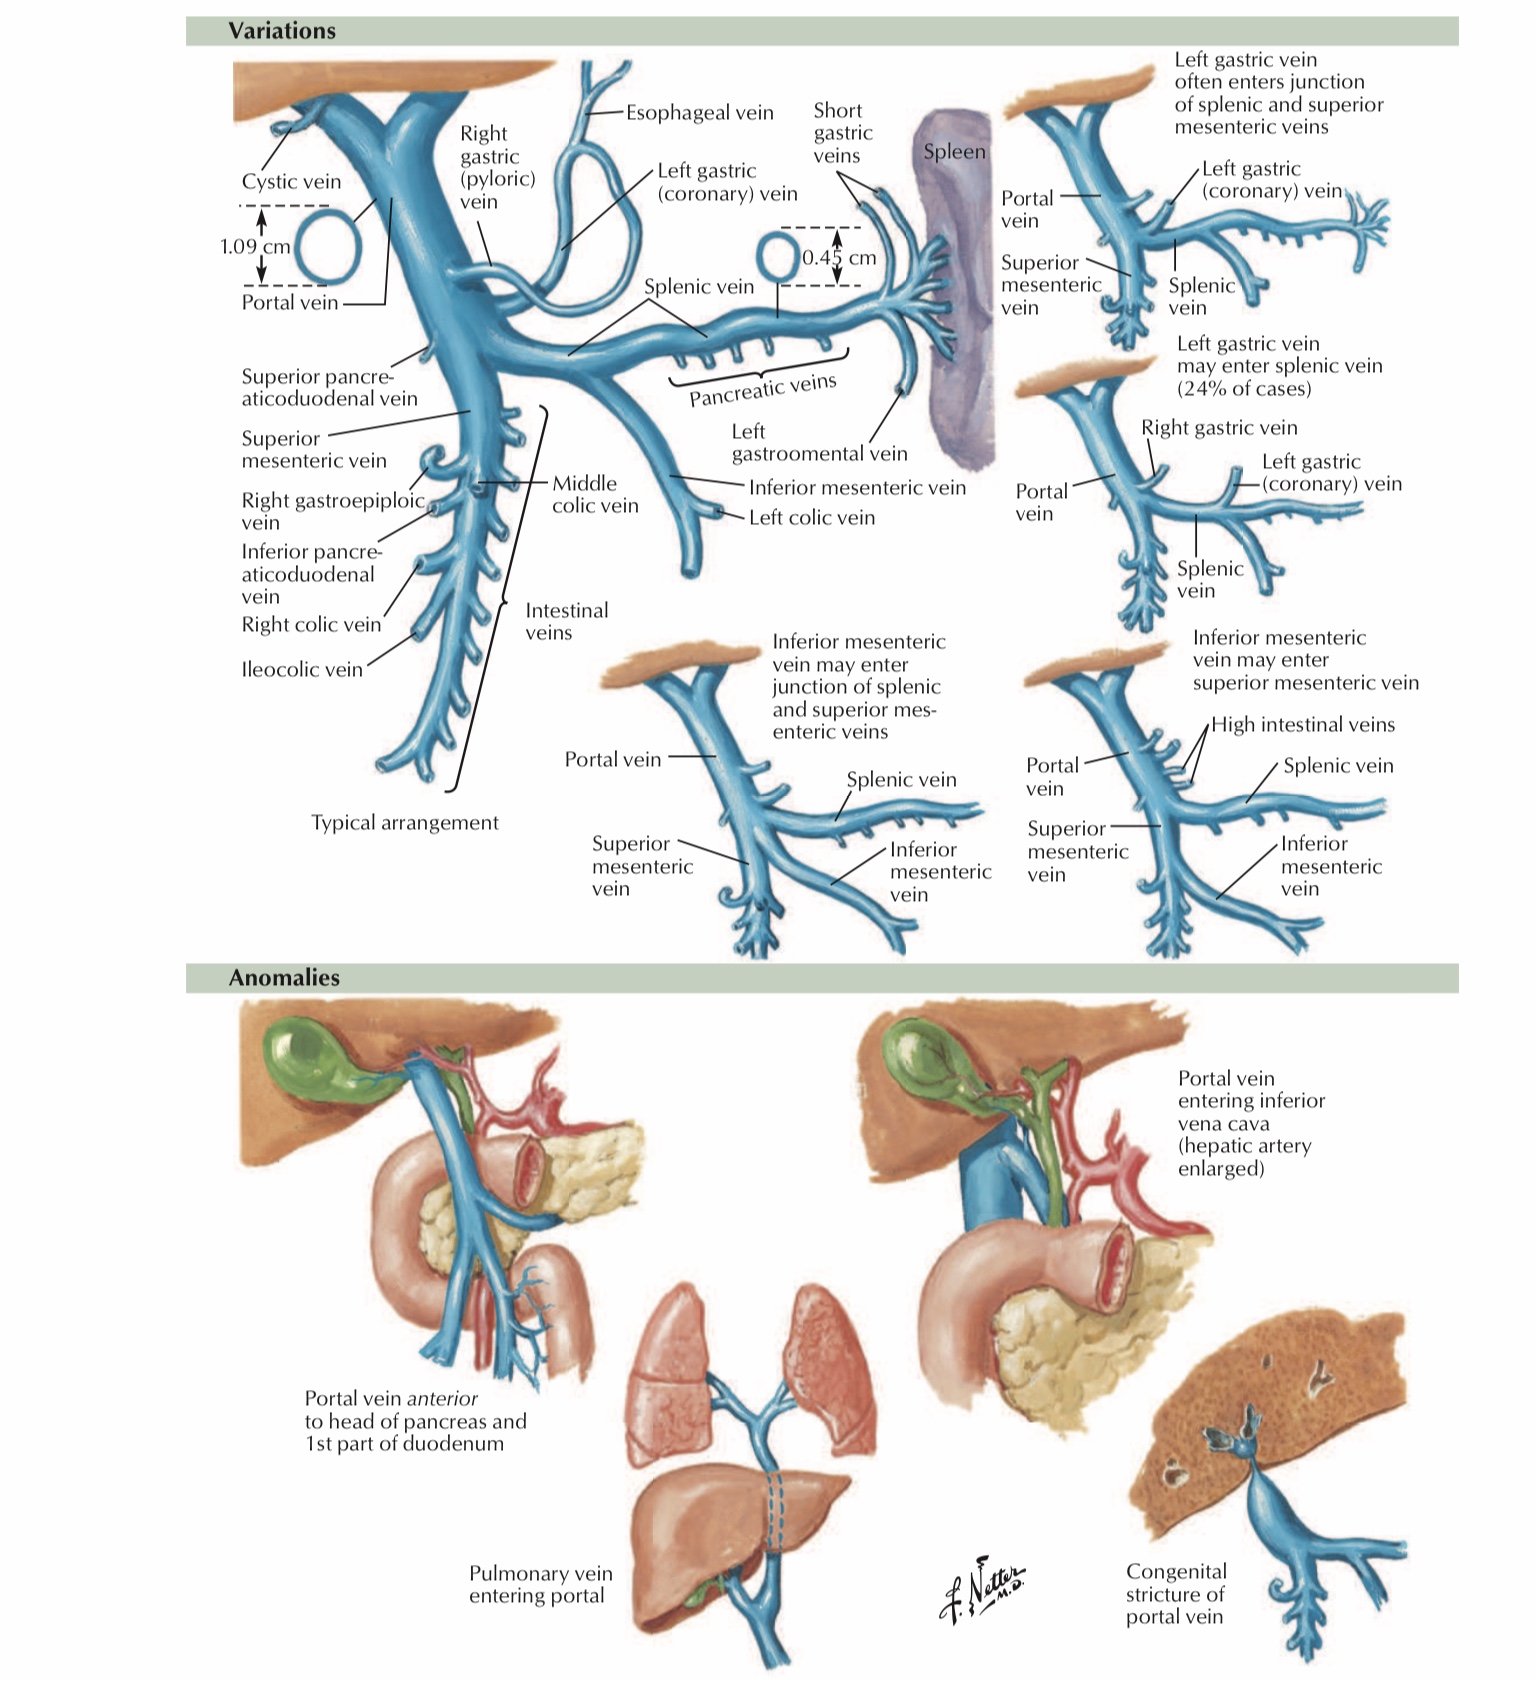 Variations
Esophageal vein
Right
gastric
(pyloric)
vein
Short
gastric
veins
Spleen
Cystic vein
Left gastric
(coronary) vein
1.09 cm
0.45 cm
Portal vein
Splenic vein
Superior pancre-
aticoduodenal vein
Pancreatic veins
Superior
mesenteric vein
Left
gastroomental vein
Right gastroepiploic
vein
Middle
colic vein
Inferior mesenteric vein
Left colic vein
Inferior pancre-
aticoduodenal
vein
Right colic vein
Intestinal
veins
Ileocolic vein
Typical arrangement
Left gastric vein
often enters junction
of splenic and superior
mesenteric veins
Portal
vein
Left gastric
(coronary) vein
Superior
mesenteric
vein
Splenic
vein
Left gastric vein
may enter splenic vein
(24% of cases)
Right gastric vein
Left gastric
(coronary) vein
Portal
vein
Splenic
vein
Inferior mesenteric
vein may enter
junction of splenic
and superior mes-
enteric veins
Portal vein
Splenic vein
Superior
mesenteric
vein
Inferior
mesenteric
vein
Inferior mesenteric
vein may enter
superior mesenteric vein
High intestinal veins
Portal
vein
Splenic vein
Superior
mesenteric
vein
Inferior
mesenteric
vein
Anomalies
Portal vein
entering inferior
vena cava
(hepatic artery
enlarged)
Portal vein anterior
to head of pancreas and
1st part of duodenum
Pulmonary vein
entering portal
F. Netter
M.D.
Congenital
stricture of
portal vein